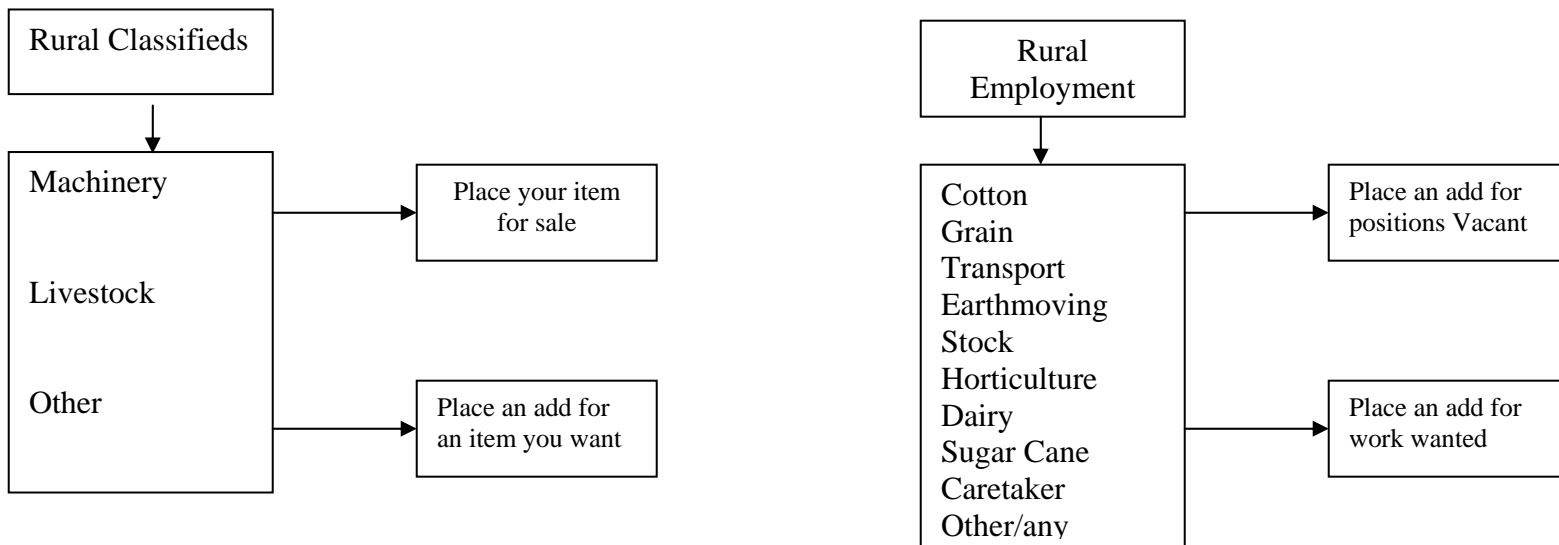 Rural Classifieds
Machinery
Livestock
Other
Place your item
for sale
Place an add for
an item you want
Rural
Employment
Cotton
Grain
Transport
Earthmoving
Stock
Horticulture
Dairy
Sugar Cane
Caretaker
Other/any
Place an add for
positions Vacant
Place an add for
work wanted